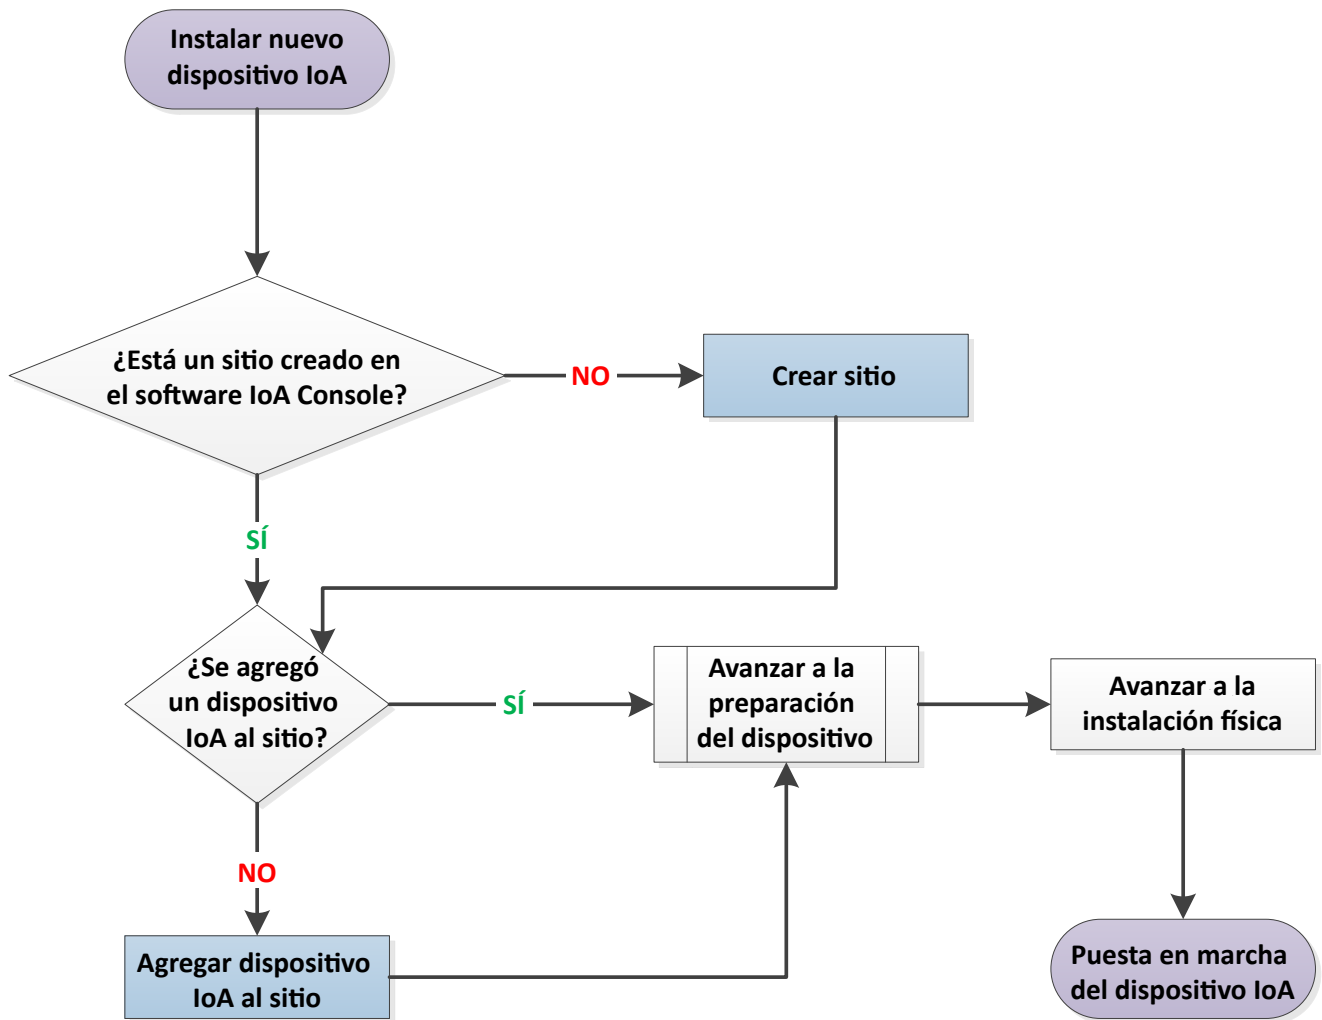 Instalar nuevo
dispositivo IoA
¿Está un sitio creado en
el software IoA Console?
NO
Crear sitio
SÍ
¿Se agregó
un dispositivo
IoA al sitio?
SÍ
Avanzar a la
preparación
del dispositivo
Avanzar a la
instalación física
NO
Agregar dispositivo
IoA al sitio
Puesta en marcha
del dispositivo IoA